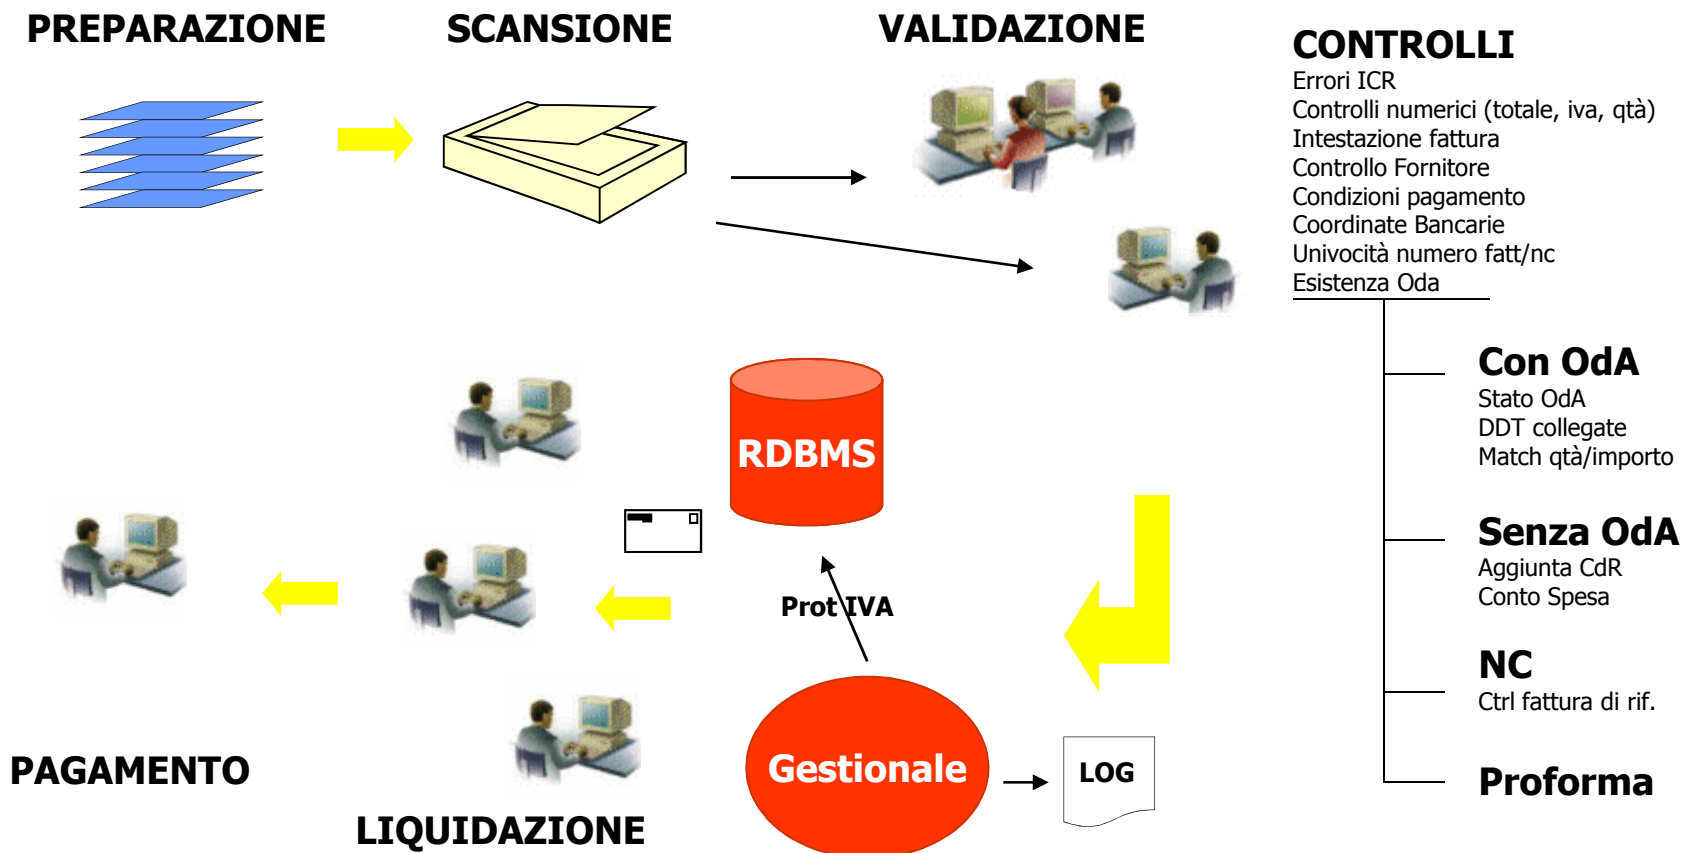 PREPARAZIONE
SCANSIONE
VALIDAZIONE
CONTROLLI
Errori ICR
Controlli numerici (totale, iva, qtà)
Intestazione fattura
Controllo Fornitore
Condizioni pagamento
Coordinate Bancarie
Univocità numero fatt/nc
Esistenza Oda
Con OdA
Stato OdA
DDT collegate
Match qtà/importo
Senza OdA
Aggiunta CdR
Conto Spesa
NC
Ctrl fattura di rif.
Proforma
RDBMS
Prot IVA
Gestionale
LOG
LIQUIDAZIONE
PAGAMENTO